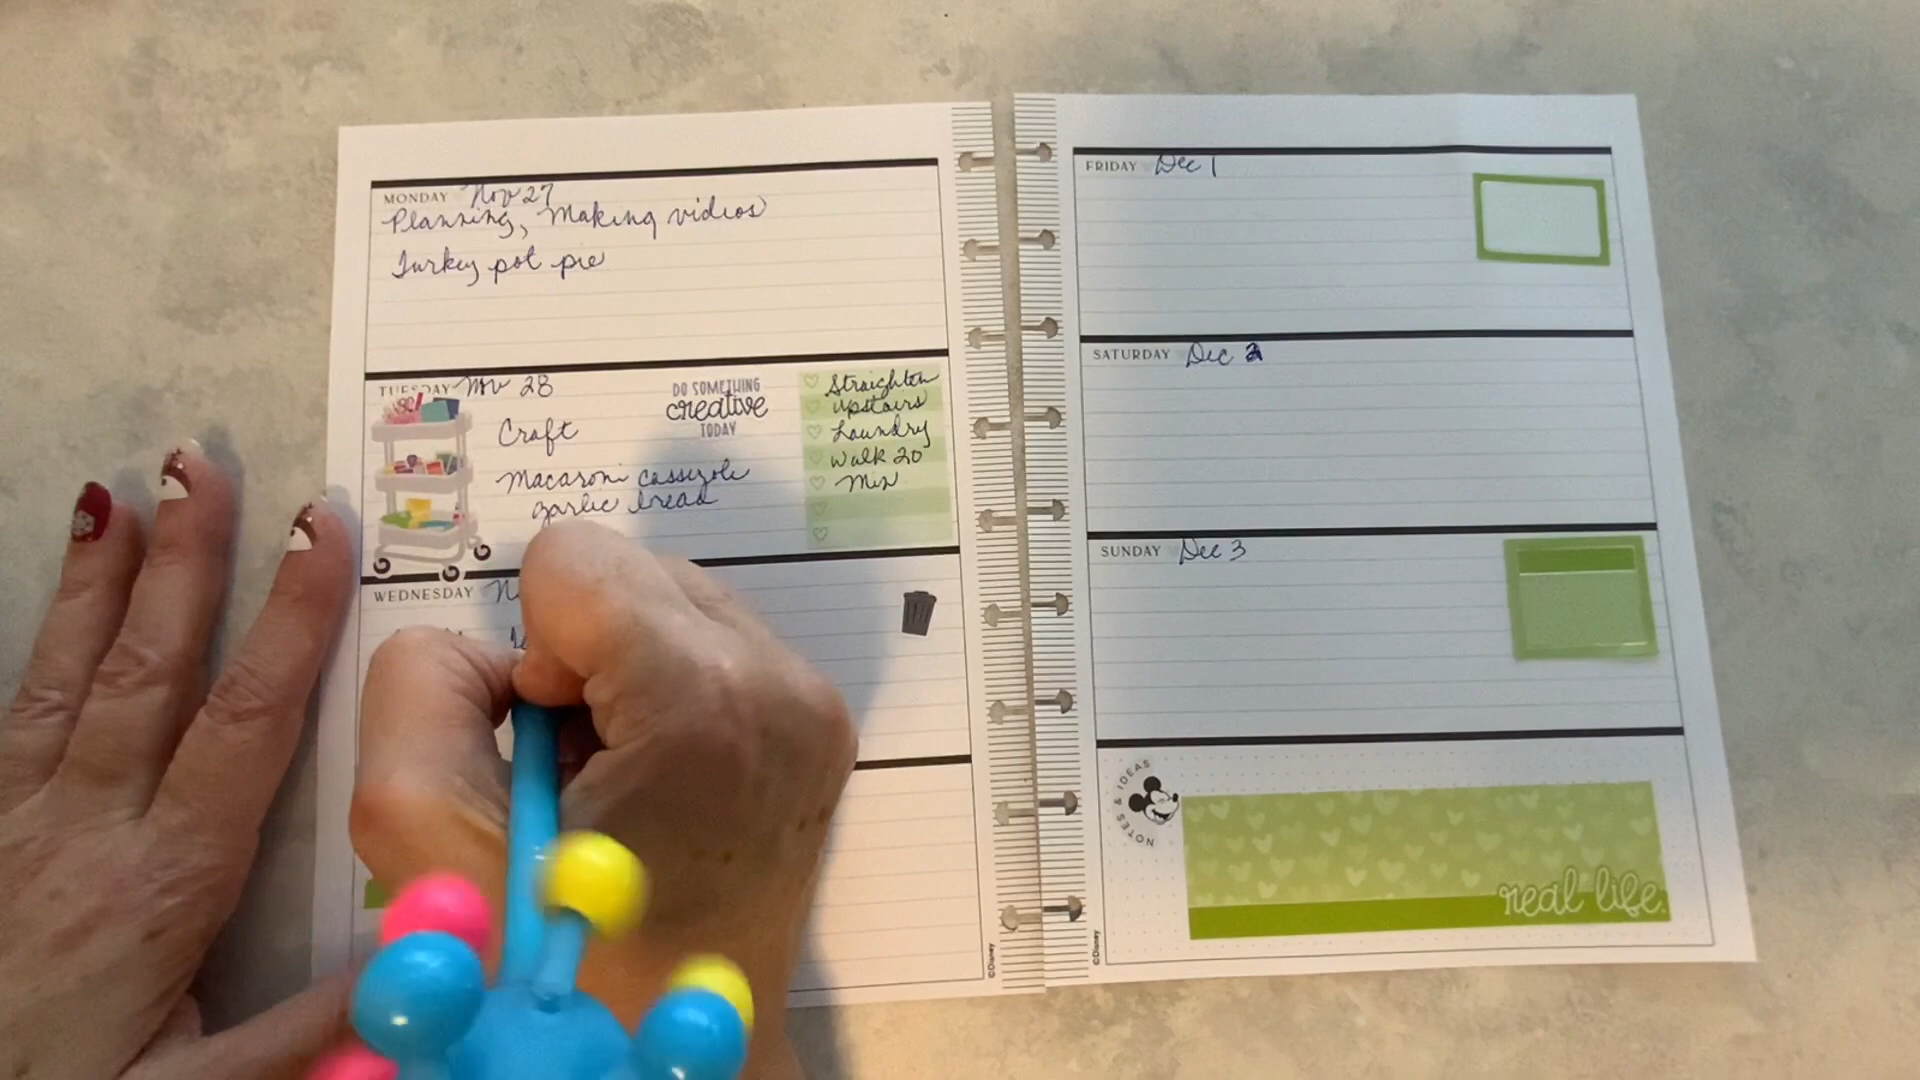 MONDAY Nov 27
Planning, Making videos
Turkey pot pie
TUESDAY Nov 28
Craft
Macaroni casserole
garlic bread
DO SOMETHING
creative
TODAY
Straighten
upstairs
Laundry
Walk 20
Min
WEDNESDAY
©Disney
FRIDAY Dec 1
SATURDAY Dec 2
SUNDAY Dec 3
NOTES & IDEAS
real life.
©Disney